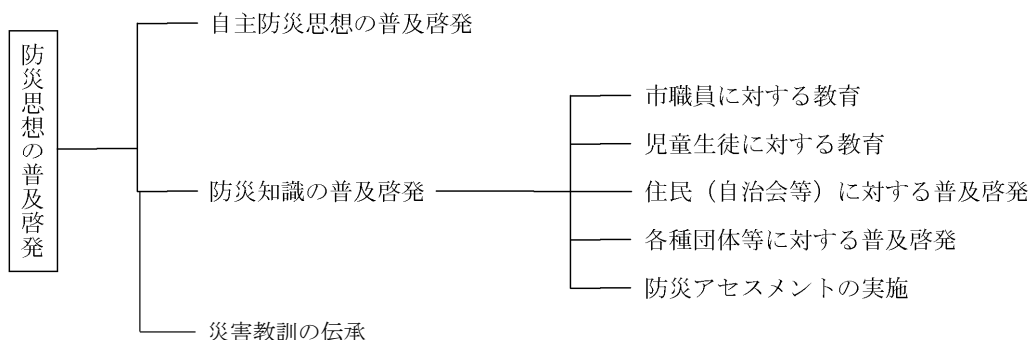 防災思想の普及啓発
自主防災思想の普及啓発
防災知識の普及啓発
市職員に対する教育
児童生徒に対する教育
住民（自治会等）に対する普及啓発
各種団体等に対する普及啓発
防災アセスメントの実施
災害教訓の伝承